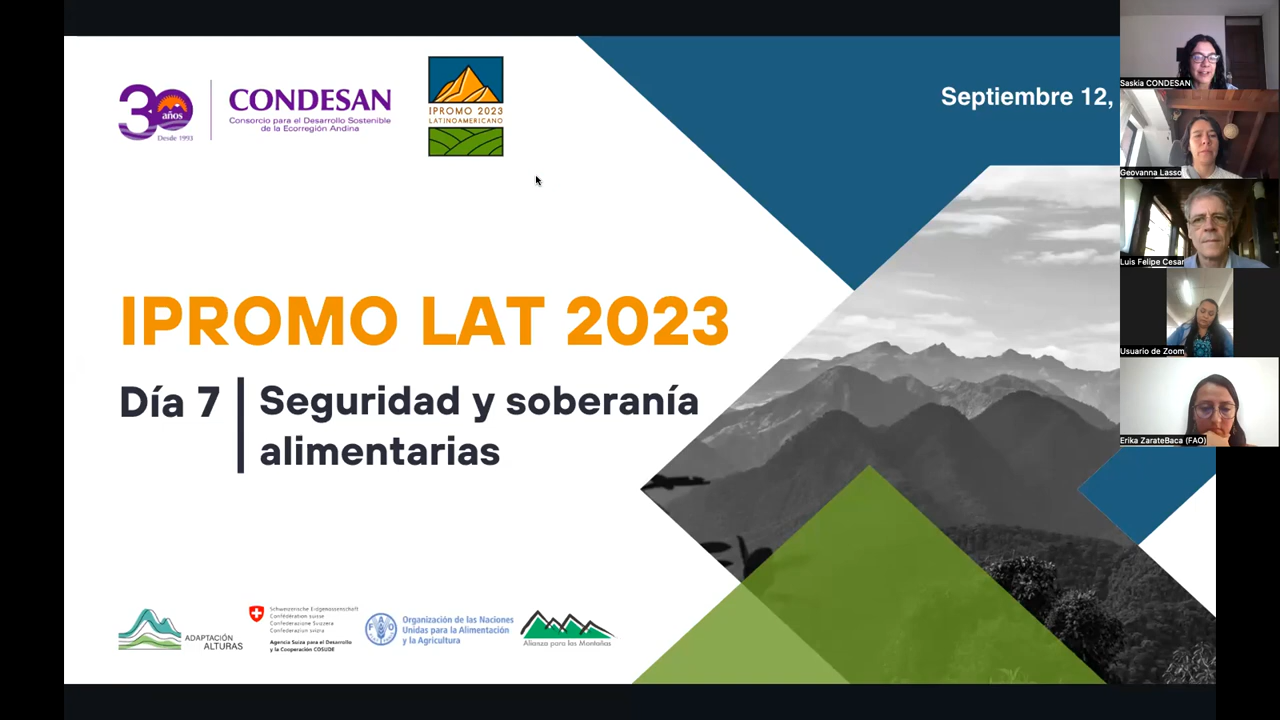 30 años
Desde 1993
CONDESAN
Consorcio para el Desarrollo Sostenible
de la Ecorregión Andina
IPROMO 2023
LATINOAMERICANO
Septiembre 12,
IPROMO LAT 2023
Día 7
Seguridad y soberanía
alimentarias
ADAPTACIÓN
ALTURAS
Schweizerische Eidgenossenschaft
Confédération suisse
Confederazione Svizzera
Confederaziun svizra
Agencia Suiza para el Desarrollo
y la Cooperación COSUDE
FAO
Organización de las Naciones
Unidas para la Alimentación
y la Agricultura
Alianza para las Montañas
Saskia CONDESAN
Geovanna Lasso
Luis Felipe Cesar
Usuario de Zoom
Erika ZarateBaca (FAO)